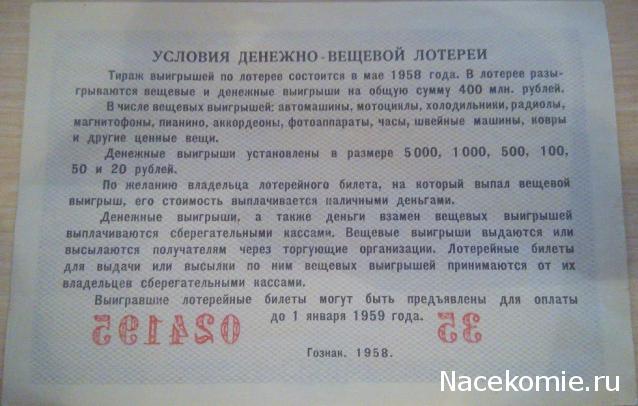 УСЛОВИЯ ДЕНЕЖНО-ВЕЩЕВОЙ ЛОТЕРЕИ
Тираж выигрышей по лотерее состоится в мае 1958 года. В лотерее разы-
грываются вещевые и денежные выигрыши на общую сумму 400 млн. рублей.
В числе вещевых выигрышей: автомашины, мотоциклы, холодильники, радиолы,
магнитофоны, пианино, аккордеоны, фотоаппараты, часы, швейные машины, ковры
и другие ценные вещи.
Денежные выигрыши установлены в размере 5 000, 1 000, 500, 100,
50 и 20 рублей.
По желанию владельца лотерейного билета, на который выпал вещевой
выигрыш, его стоимость выплачивается наличными деньгами.
Денежные выигрыши, а также деньги взамен вещевых выигрышей
выплачиваются сберегательными кассами. Вещевые выигрыши выдаются или
высылаются получателям через торгующие организации. Лотерейные билеты
для выдачи или высылки по ним вещевых выигрышей принимаются от их
владельцев сберегательными кассами.
Выигравшие лотерейные билеты могут быть предъявлены для оплаты
до 1 января 1959 года.
024195 35
Гознак. 1958.
Nacekomie.ru